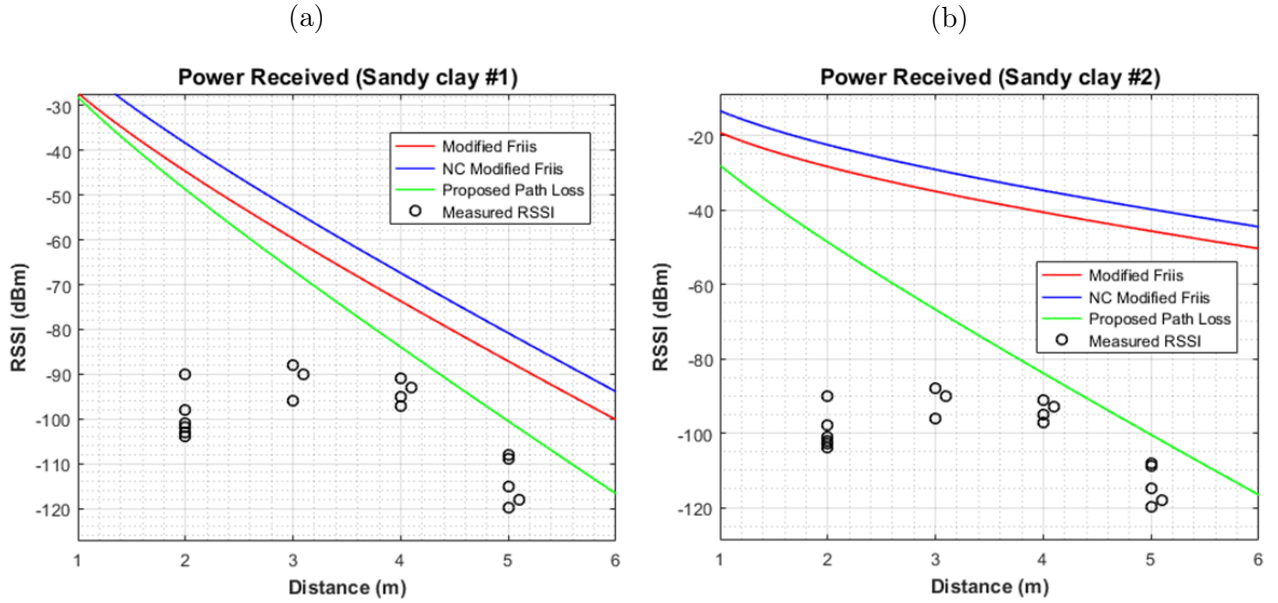 (a)
Power Received (Sandy clay #1)
RSSI (dBm)
-30
-40
-50
-60
-70
-80
-90
-100
-110
-120
Modified Friis
NC Modified Friis
Proposed Path Loss
Measured RSSI
1 2 3 4 5 6
Distance (m)
(b)
Power Received (Sandy clay #2)
RSSI (dBm)
-20
-40
-60
-80
-100
-120
Modified Friis
NC Modified Friis
Proposed Path Loss
Measured RSSI
1 2 3 4 5 6
Distance (m)